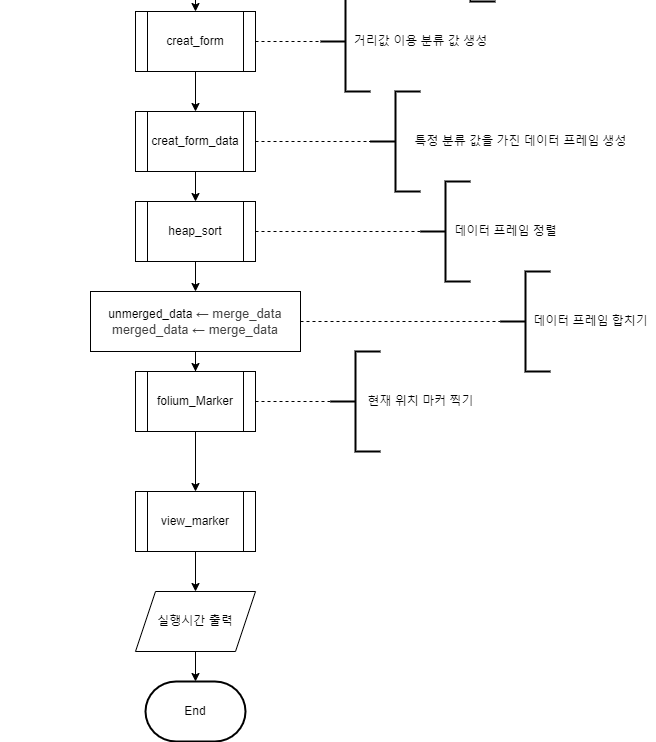 creat_form
거리값 이용 분류 값 생성
creat_form_data
특정 분류 값을 가진 데이터 프레임 생성
heap_sort
데이터 프레임 정렬
unmerged_data ← merge_data
merged_data ← merge_data
데이터 프레임 합치기
folium_Marker
현재 위치 마커 찍기
view_marker
실행시간 출력
End